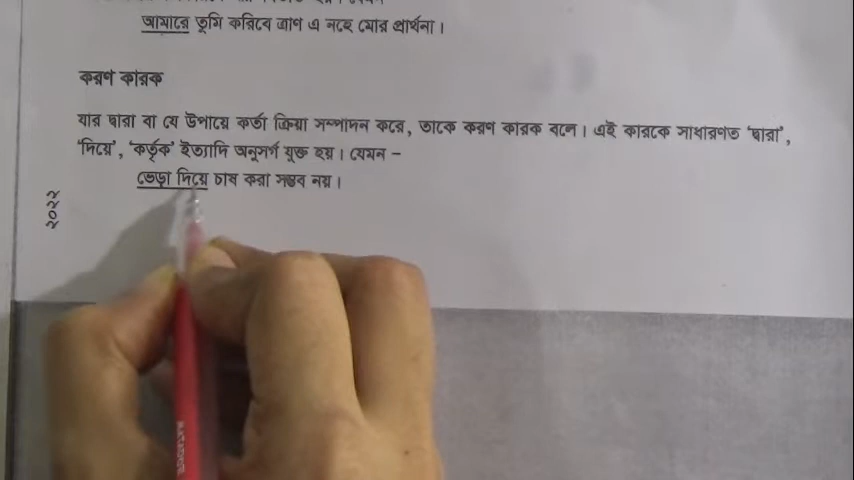 আমারে তুমি করিবে ত্রাণ এ নহে মোর প্রার্থনা।
করণ কারক
যার দ্বারা বা যে উপায়ে কর্তা ক্রিয়া সম্পাদন করে, তাকে করণ কারক বলে। এই কারকে সাধারণত ‘দ্বারা’,
‘দিয়ে’, ‘কর্তৃক’ ইত্যাদি অনুসর্গ যুক্ত হয়। যেমন –
ভেড়া দিয়ে চাষ করা সম্ভব নয়।
২০২২
MATADOR